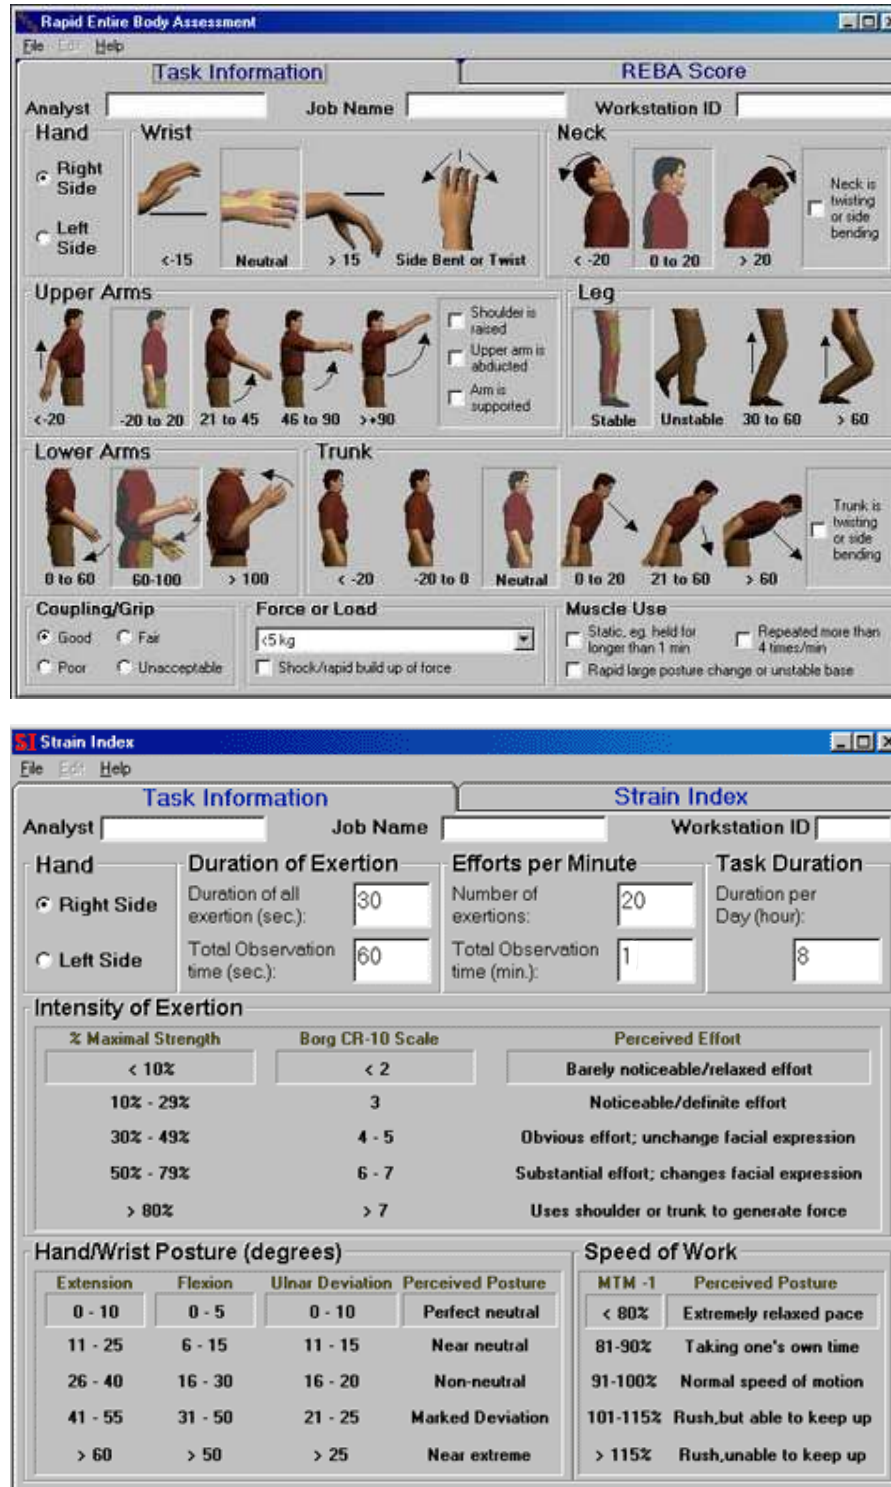 Rapid Entire Body Assessment
File Edit Help
Task Information REBA Score
Analyst Job Name Workstation ID
Hand Wrist Neck
Right Side
Left Side
<-15 Neutral > 15 Side Bent or Twist
< -20 0 to 20 > 20
Neck is
twisting
or side
bending
Upper Arms Leg
<-20 -20 to 20 21 to 45 46 to 90 >+90
Shoulder is
raised
Upper arm is
abducted
Arm is
supported
Stable Unstable 30 to 60 > 60
Lower Arms Trunk
0 to 60 60-100 > 100
< -20 -20 to 0 Neutral 0 to 20 21 to 60 > 60
Trunk is
twisting
or side
bending
Coupling/Grip Force or Load Muscle Use
Good Fair
Poor Unacceptable
<5 kg
Shock/rapid build up of force
Static, eg. held for
longer than 1 min
Repeated more than
4 times/min
Rapid large posture change or unstable base
SI Strain Index
File Edit Help
Task Information Strain Index
Analyst Job Name Workstation ID
Hand Duration of Exertion Efforts per Minute Task Duration
Right Side
Left Side
Duration of all
exertion (sec.): 30
Total Observation
time (sec.): 60
Number of
exertions: 20
Total Observation
time (min.): 1
Duration per
Day (hour):
8
Intensity of Exertion
% Maximal Strength Borg CR-10 Scale Perceived Effort
< 10% < 2 Barely noticeable/relaxed effort
10% - 29% 3 Noticeable/definite effort
30% - 49% 4 - 5 Obvious effort; unchange facial expression
50% - 79% 6 - 7 Substantial effort; changes facial expression
> 80% > 7 Uses shoulder or trunk to generate force
Hand/Wrist Posture (degrees) Speed of Work
Extension Flexion Ulnar Deviation Perceived Posture MTM -1 Perceived Posture
0 - 10 0 - 5 0 - 10 Perfect neutral < 80% Extremely relaxed pace
11 - 25 6 - 15 11 - 15 Near neutral 81-90% Taking one's own time
26 - 40 16 - 30 16 - 20 Non-neutral 91-100% Normal speed of motion
41 - 55 31 - 50 21 - 25 Marked Deviation 101-115% Rush,but able to keep up
> 60 > 50 > 25 Near extreme > 115% Rush,unable to keep up